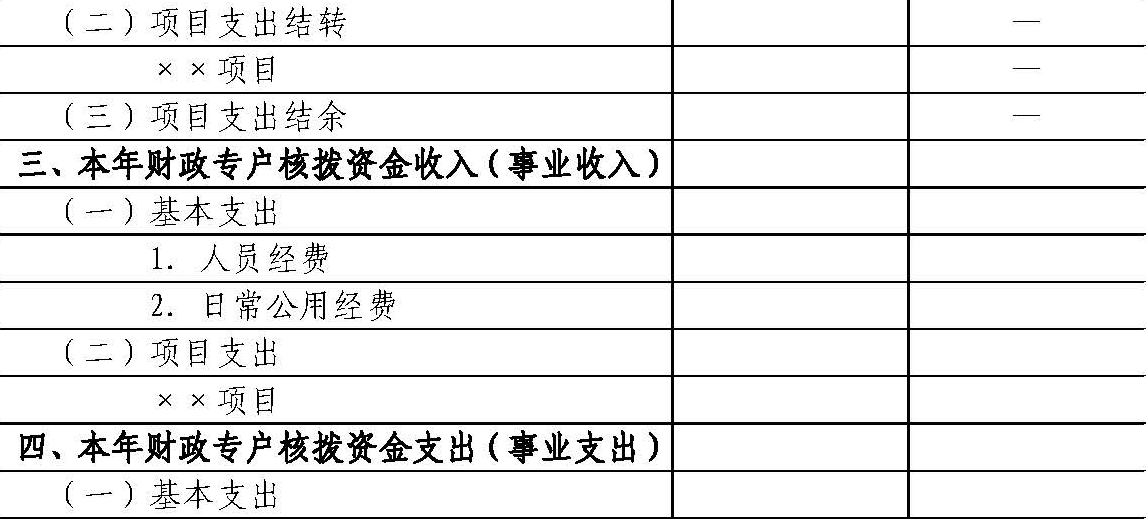 （二）项目支出结转 —
××项目 —
（三）项目支出结余 —
三、本年财政专户核拨资金收入（事业收入）
（一）基本支出
1. 人员经费
2. 日常公用经费
（二）项目支出
××项目
四、本年财政专户核拨资金支出（事业支出）
（一）基本支出